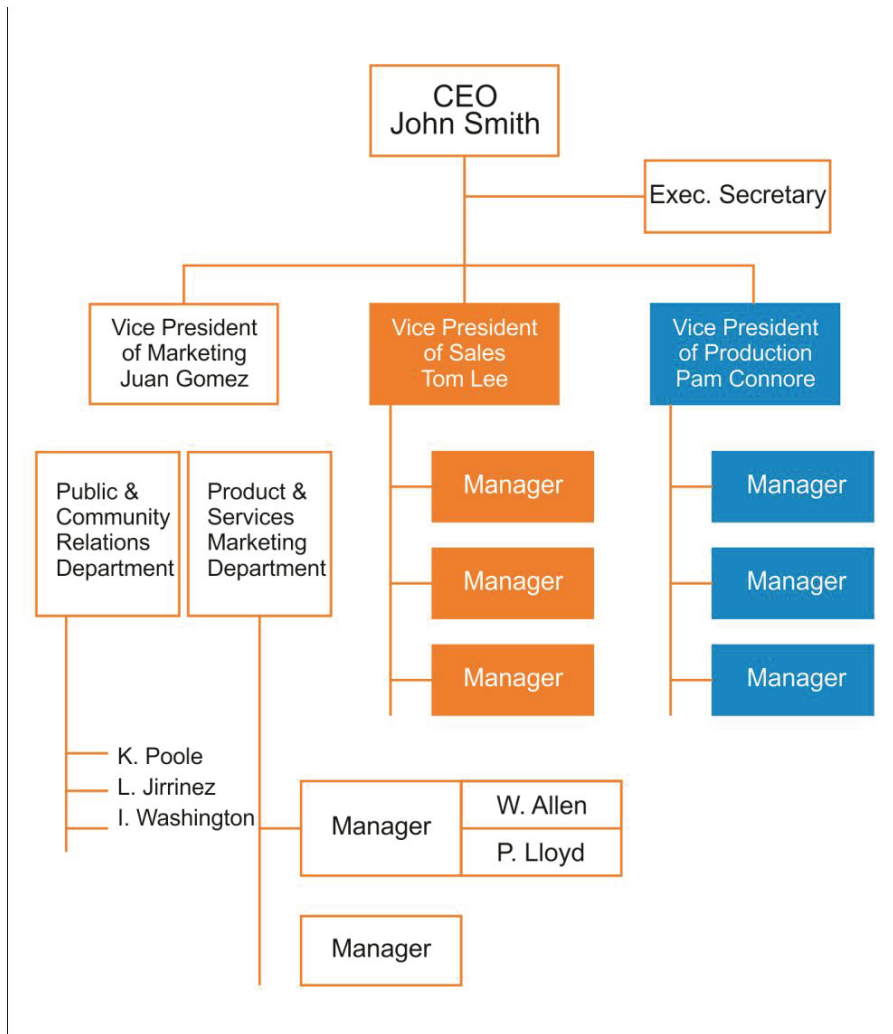 CEO
John Smith
Exec. Secretary
Vice President
of Marketing
Juan Gomez
Vice President
of Sales
Tom Lee
Vice President
of Production
Pam Connore
Public &
Community
Relations
Department
Product &
Services
Marketing
Department
Manager
Manager
Manager
Manager
Manager
Manager
K. Poole
L. Jirrinez
I. Washington
Manager
W. Allen
P. Lloyd
Manager